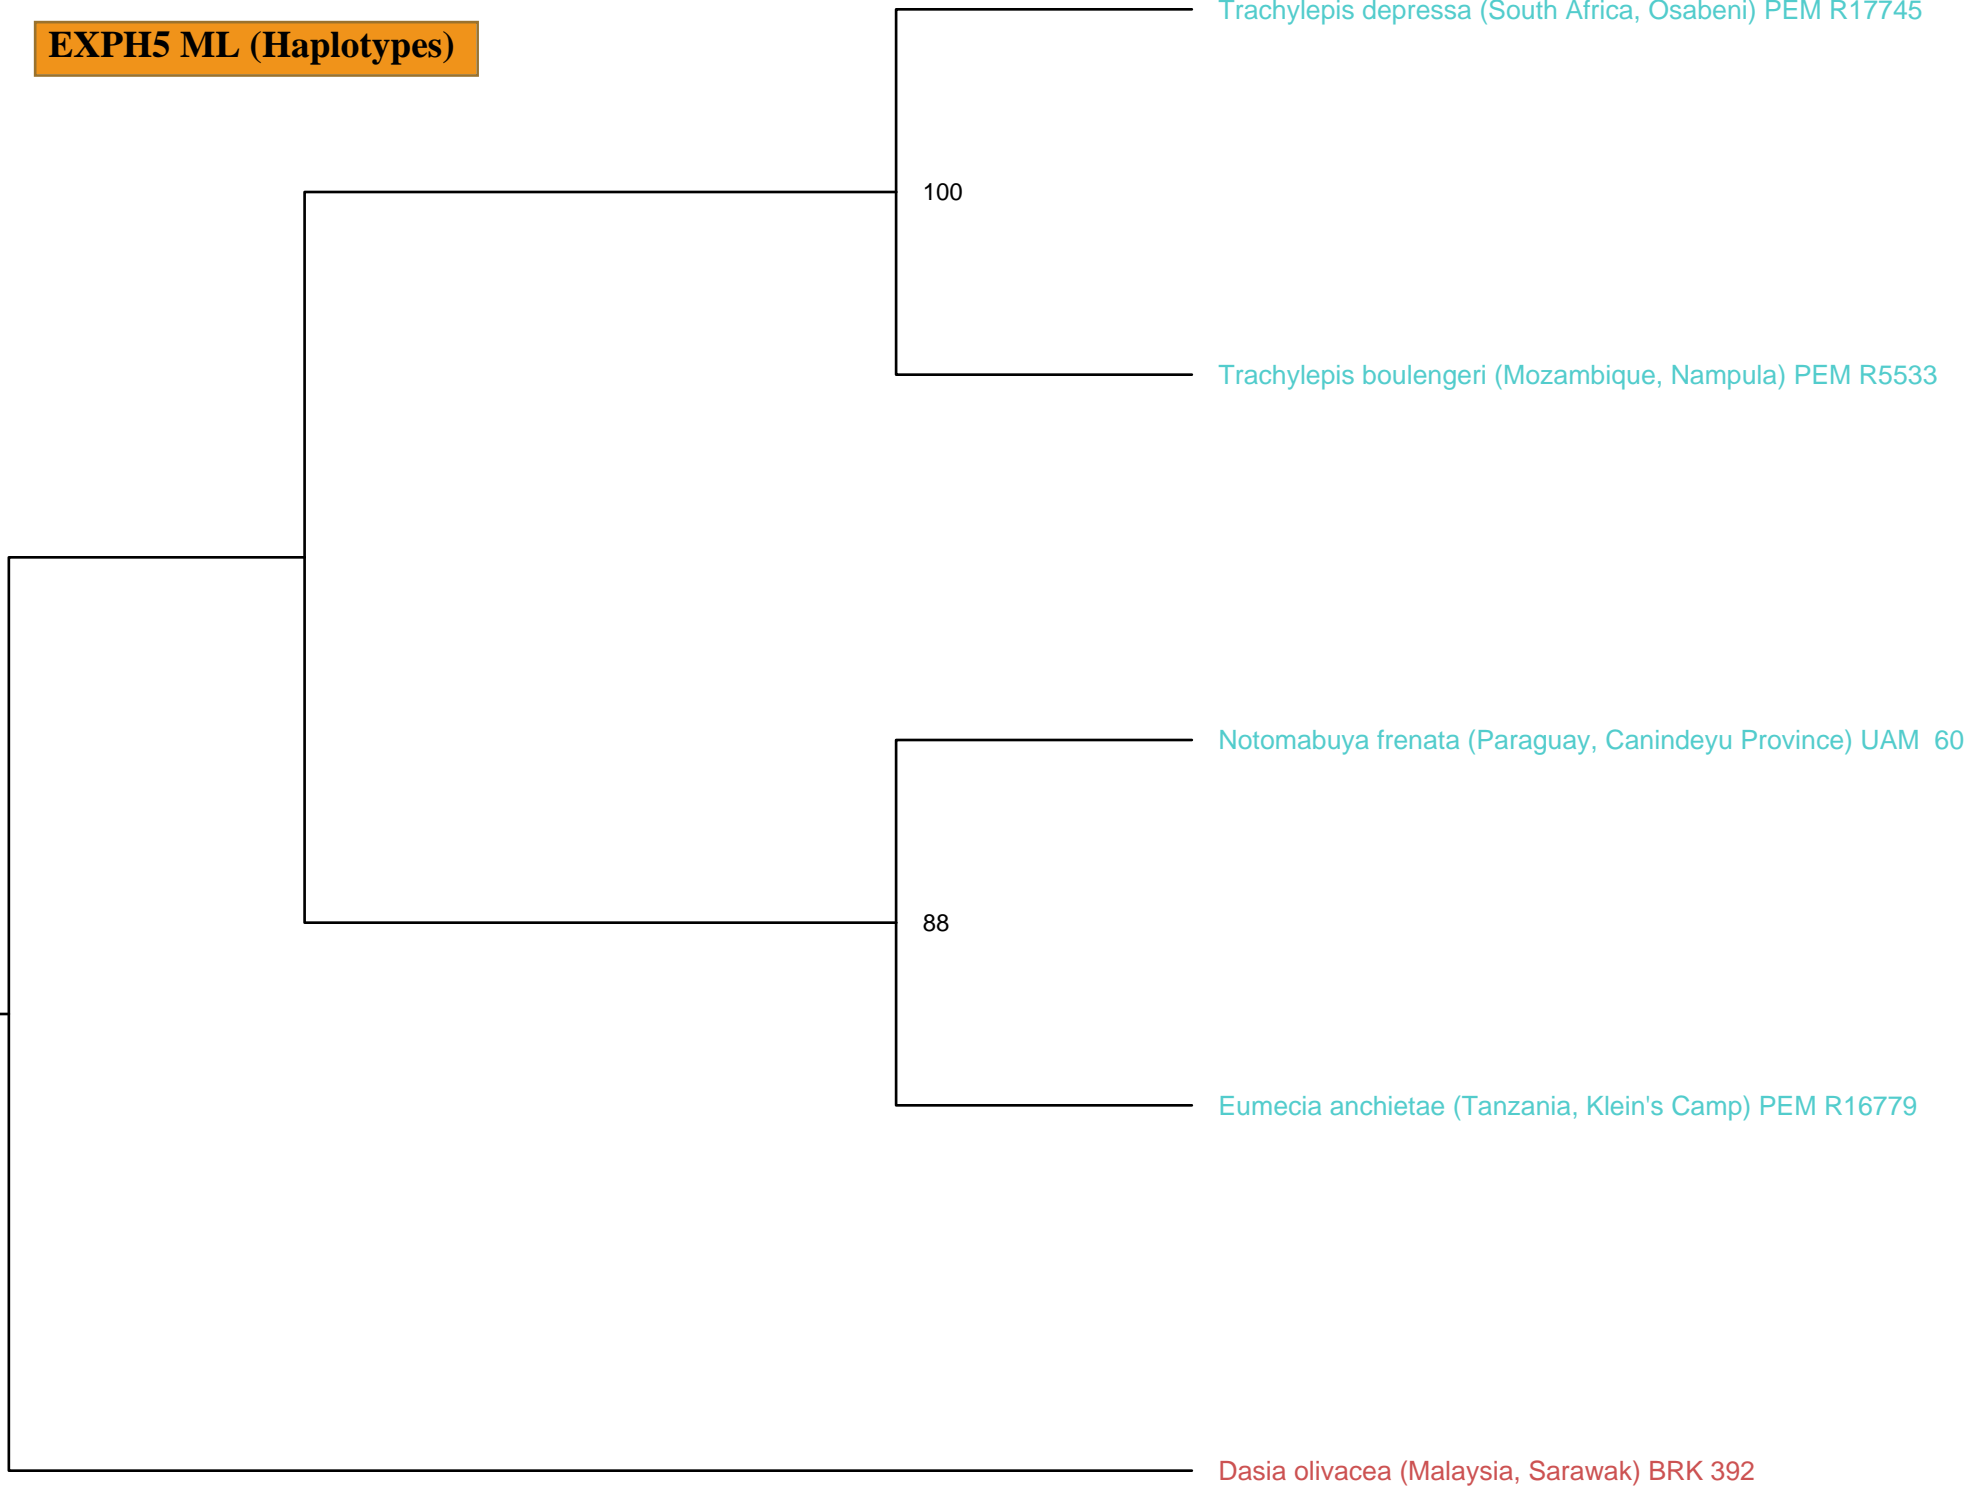 Trachylepis depressa (South Africa, Osabeni) PEM R17745
EXPH5 ML (Haplotypes)
100
Trachylepis boulengeri (Mozambique, Nampula) PEM R5533
Notomabuya frenata (Paraguay, Canindeyu Province) UAM  60
88
Eumecia anchietae (Tanzania, Klein's Camp) PEM R16779
Dasia olivacea (Malaysia, Sarawak) BRK 392